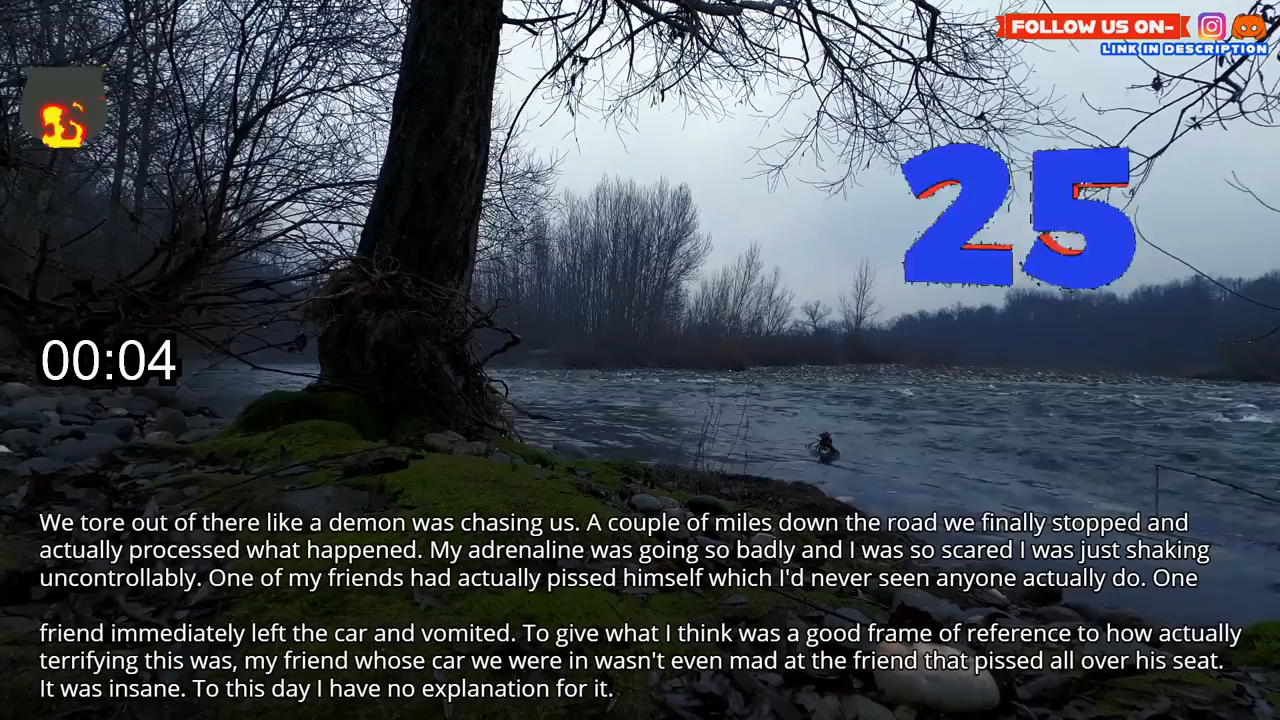 FOLLOW US ON-
LINK IN DESCRIPTION
25
00:04
We tore out of there like a demon was chasing us. A couple of miles down the road we finally stopped and
actually processed what happened. My adrenaline was going so badly and I was so scared I was just shaking
uncontrollably. One of my friends had actually pissed himself which I'd never seen anyone actually do. One
friend immediately left the car and vomited. To give what I think was a good frame of reference to how actually
terrifying this was, my friend whose car we were in wasn't even mad at the friend that pissed all over his seat.
It was insane. To this day I have no explanation for it.